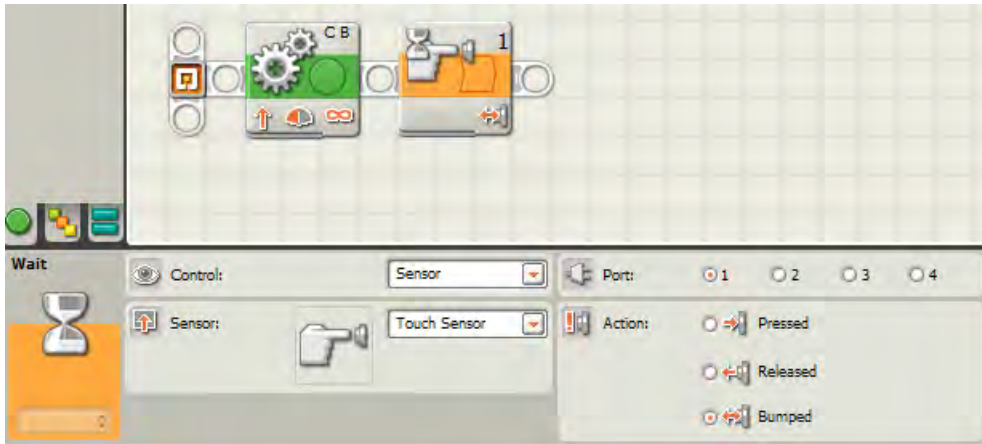 C B
1
Wait
Control:
Sensor
Port:
1
2
3
4
Sensor:
Touch Sensor
Action:
Pressed
Released
Bumped